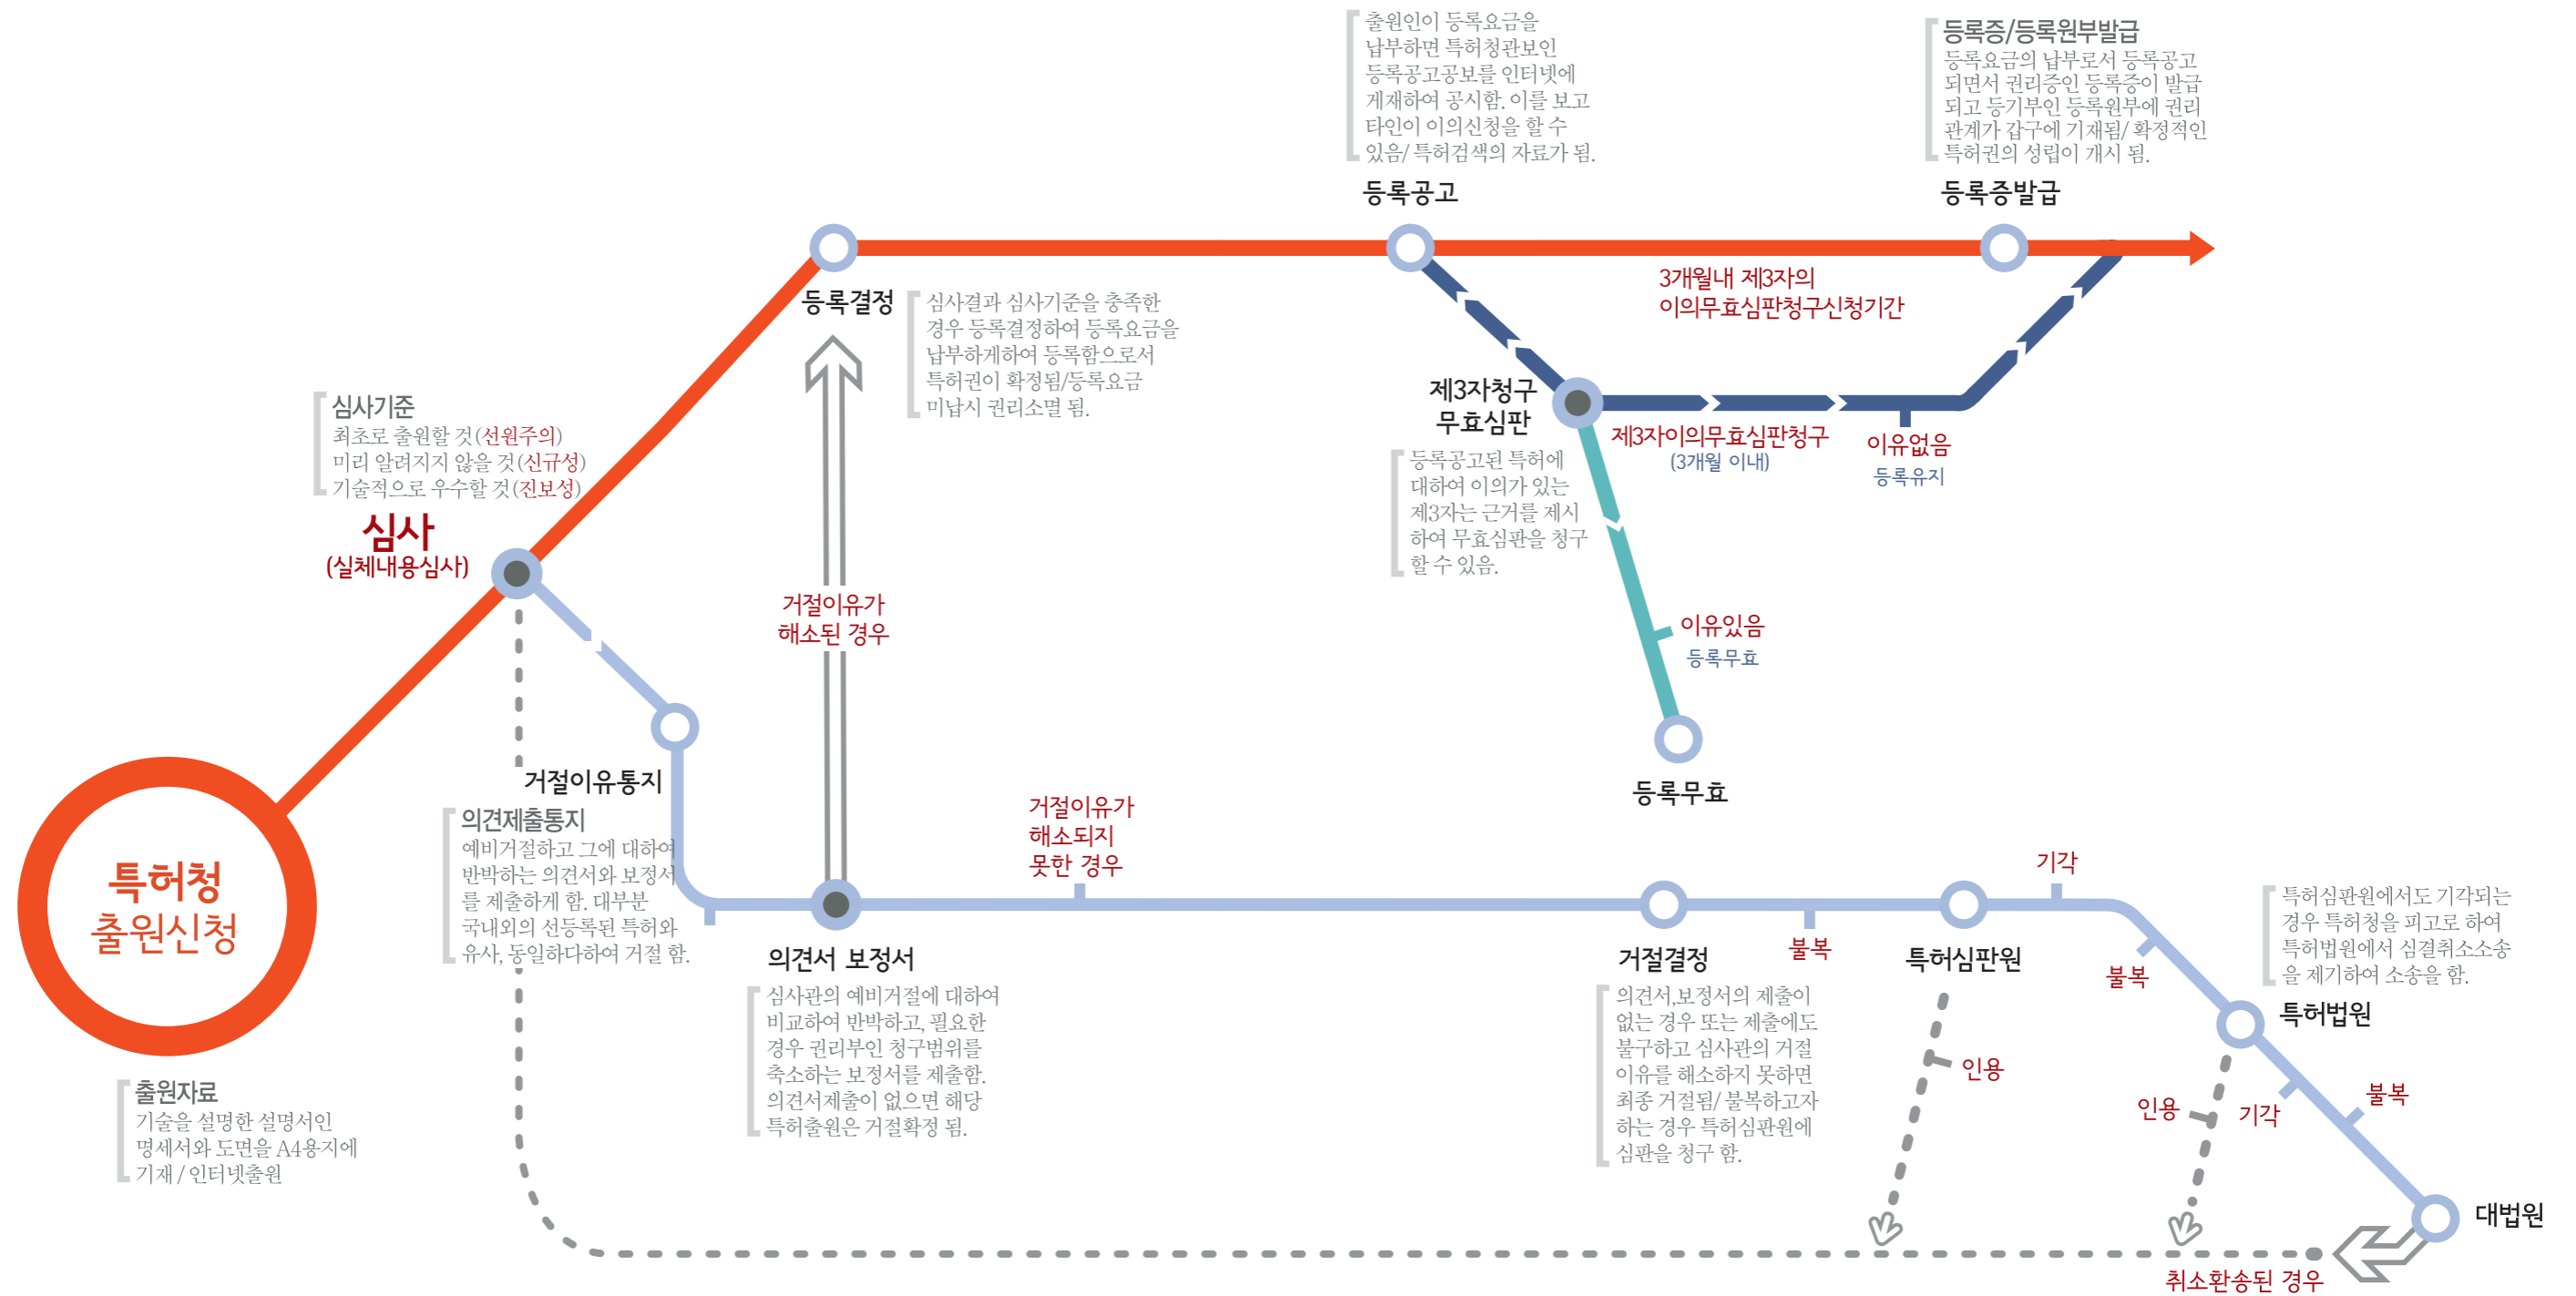 출원인이 등록요금을
납부하면 특허청관보인
등록공고공보를 인터넷에
게재하여 공시함. 이를 보고
타인이 이의신청을 할 수
있음/ 특허검색의 자료가 됨.
등록공고
등록증/등록원부발급
등록요금의 납부로서 등록공고
되면서 권리증인 등록증이 발급
되고 등기부인 등록원부에 권리
관계가 갑구에 기재됨/ 확정적인
특허권의 성립이 개시 됨.
등록증발급
등록결정
심사결과 심사기준을 충족한
경우 등록결정하여 등록요금을
납부하게하여 등록함으로서
특허권이 확정됨/등록요금
미납시 권리소멸 됨.
3개월내 제3자의
이의무효심판청구신청기간
심사기준
최초로 출원할 것(선원주의)
미리 알려지지 않을 것(신규성)
기술적으로 우수할 것(진보성)
심사
(실체내용심사)
제3자청구
무효심판
등록공고된 특허에
대하여 이의가 있는
제3자는 근거를 제시
하여 무효심판을 청구
할 수 있음.
제3자이의무효심판청구
(3개월 이내)
이유없음
등록유지
거절이유가
해소된 경우
이유있음
등록무효
등록무효
거절이유통지
의견제출통지
예비거절하고 그에 대하여
반박하는 의견서와 보정서
를 제출하게 함. 대부분
국내외의 선등록된 특허와
유사, 동일하다하여 거절 함.
거절이유가
해소되지
못한 경우
특허청
출원신청
출원자료
기술을 설명한 설명서인
명세서와 도면을 A4용지에
기재 / 인터넷출원
의견서 보정서
심사관의 예비거절에 대하여
비교하여 반박하고, 필요한
경우 권리부인 청구범위를
축소하는 보정서를 제출함.
의견서제출이 없으면 해당
특허출원은 거절확정 됨.
거절결정
의견서,보정서의 제출이
없는 경우 또는 제출에도
불구하고 심사관의 거절
이유를 해소하지 못하면
최종 거절됨/ 불복하고자
하는 경우 특허심판원에
심판을 청구 함.
불복
특허심판원
인용
기각
불복
특허심판원에서도 기각되는
경우 특허청을 피고로 하여
특허법원에서 심결취소소송
을 제기하여 소송을 함.
특허법원
인용
기각
불복
대법원
취소환송된 경우